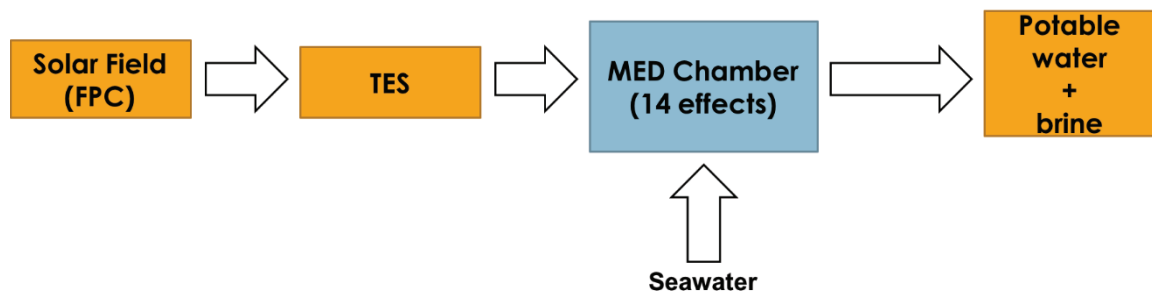 Solar Field
(FPC)
TES
MED Chamber
(14 effects)
Potable
water
+
brine
Seawater